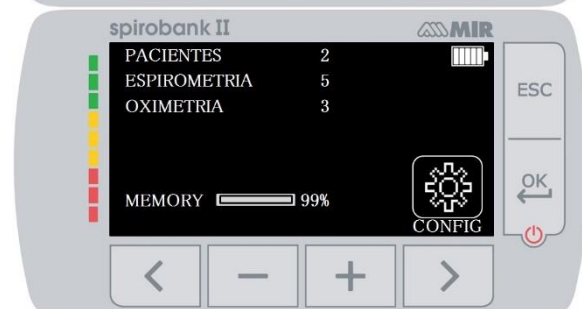 spirobank II
MIR
PACIENTES 2
ESPIROMETRIA 5
OXIMETRIA 3
MEMORY 99%
CONFIG
ESC
OK